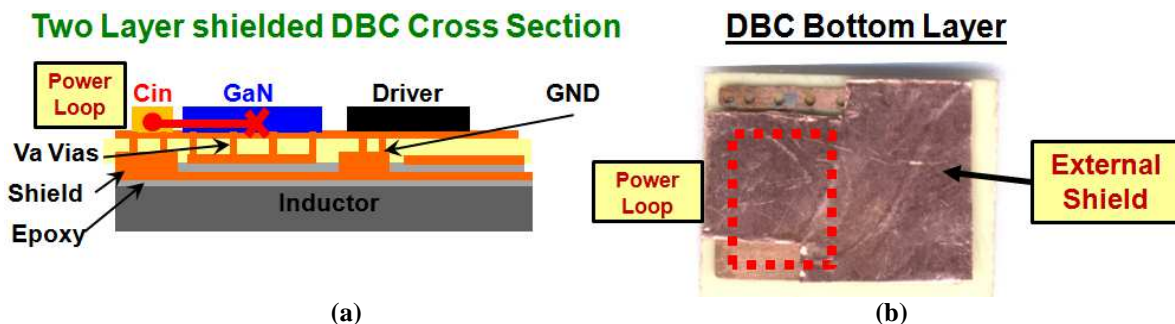 Two Layer shielded DBC Cross Section
Power
Loop
Cin
GaN
Driver
GND
Va Vias
Shield
Inductor
Epoxy
(a)
DBC Bottom Layer
Power
Loop
External
Shield
(b)